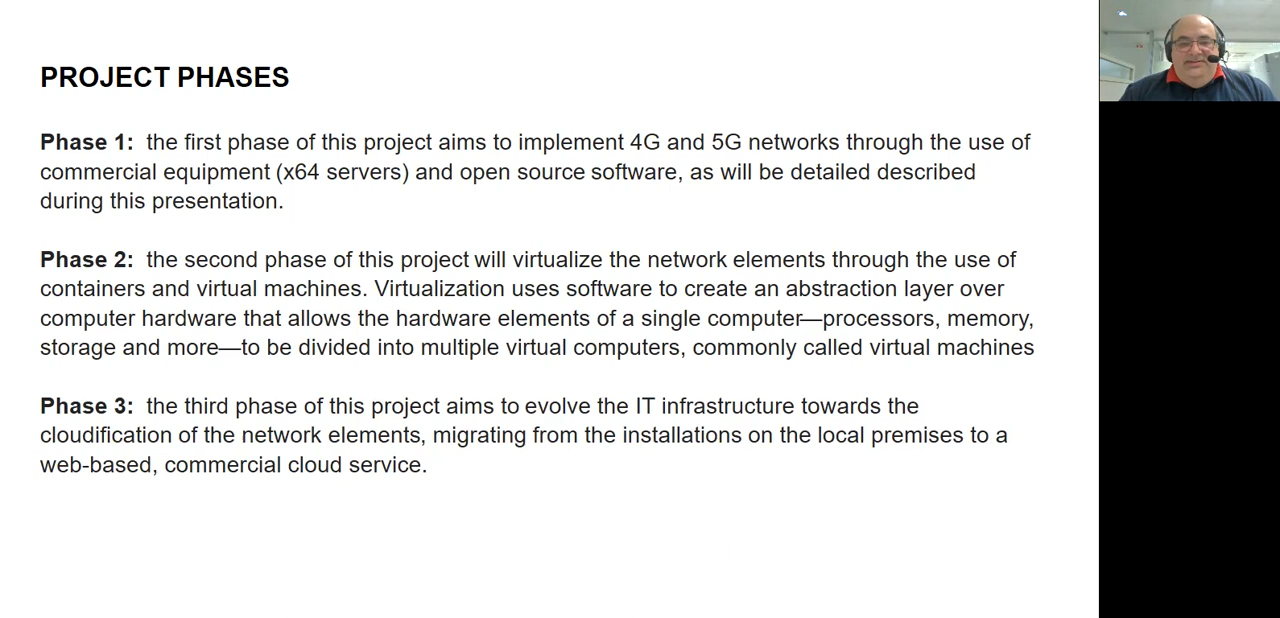 PROJECT PHASES
Phase 1: the first phase of this project aims to implement 4G and 5G networks through the use of
commercial equipment (x64 servers) and open source software, as will be detailed described
during this presentation.
Phase 2: the second phase of this project will virtualize the network elements through the use of
containers and virtual machines. Virtualization uses software to create an abstraction layer over
computer hardware that allows the hardware elements of a single computer—processors, memory,
storage and more—to be divided into multiple virtual computers, commonly called virtual machines
Phase 3: the third phase of this project aims to evolve the IT infrastructure towards the
cloudification of the network elements, migrating from the installations on the local premises to a
web-based, commercial cloud service.